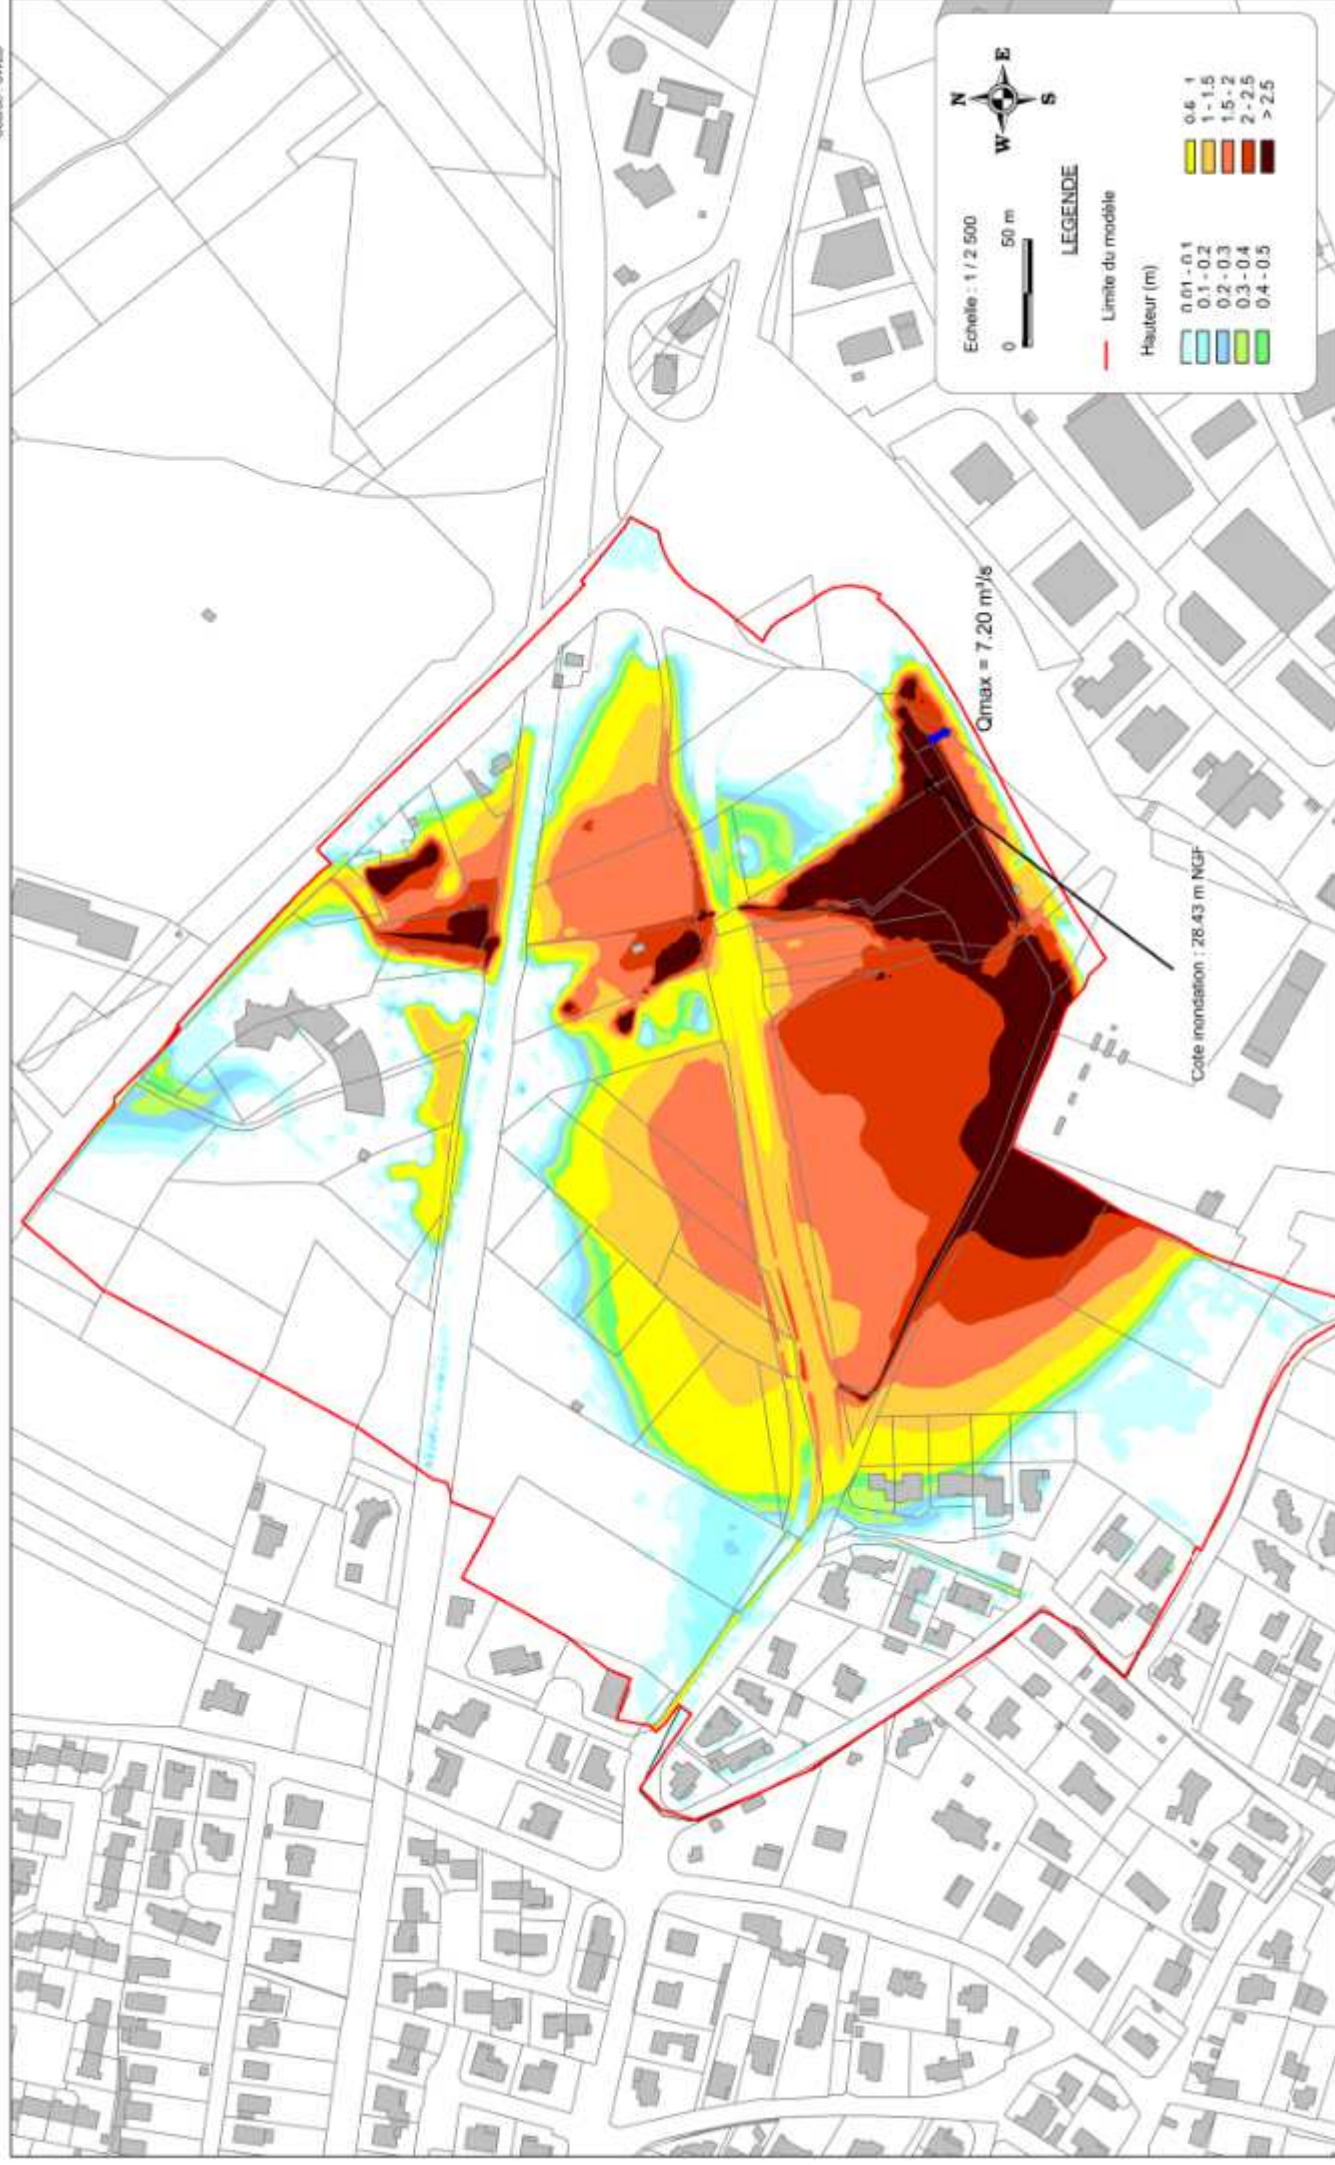 N
W E
S
Echelle : 1 / 2 500
0 50 m
LEGENDE
Limite du modèle
Hauteur (m)
0.01 - 0.1
0.1 - 0.2
0.2 - 0.3
0.3 - 0.4
0.4 - 0.5
0.6 1
1 - 1.5
1.5 - 2
2 - 2.5
> 2.5
Qmax = 7.20 m³/s
Cote inondation : 28.43 m NGF